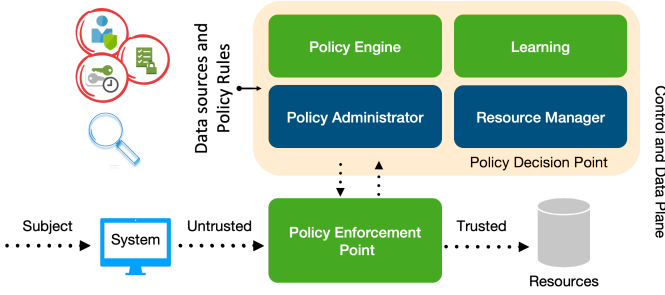 Data sources and
Policy Rules
Policy Engine
Learning
Policy Administrator
Resource Manager
Policy Decision Point
Control and Data Plane
Subject
System
Untrusted
Policy Enforcement
Point
Trusted
Resources